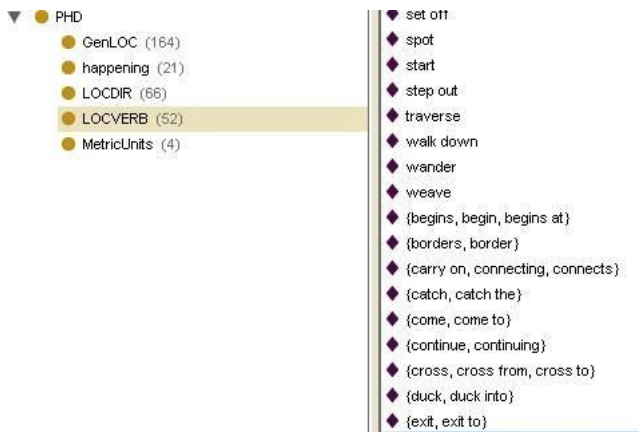 PHD
GenLOC (164)
happening (21)
LOCDIR (66)
LOCVERB (52)
MetricUnits (4)
set off
spot
start
step out
traverse
walk down
wander
weave
{begins, begin, begins at}
{borders, border}
{carry on, connecting, connects}
{catch, catch the}
{come, come to}
{continue, continuing}
{cross, cross from, cross to}
{duck, duck into}
{exit, exit to}